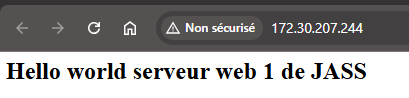 Non sécurisé 172.30.207.244
Hello world serveur web 1 de JASS